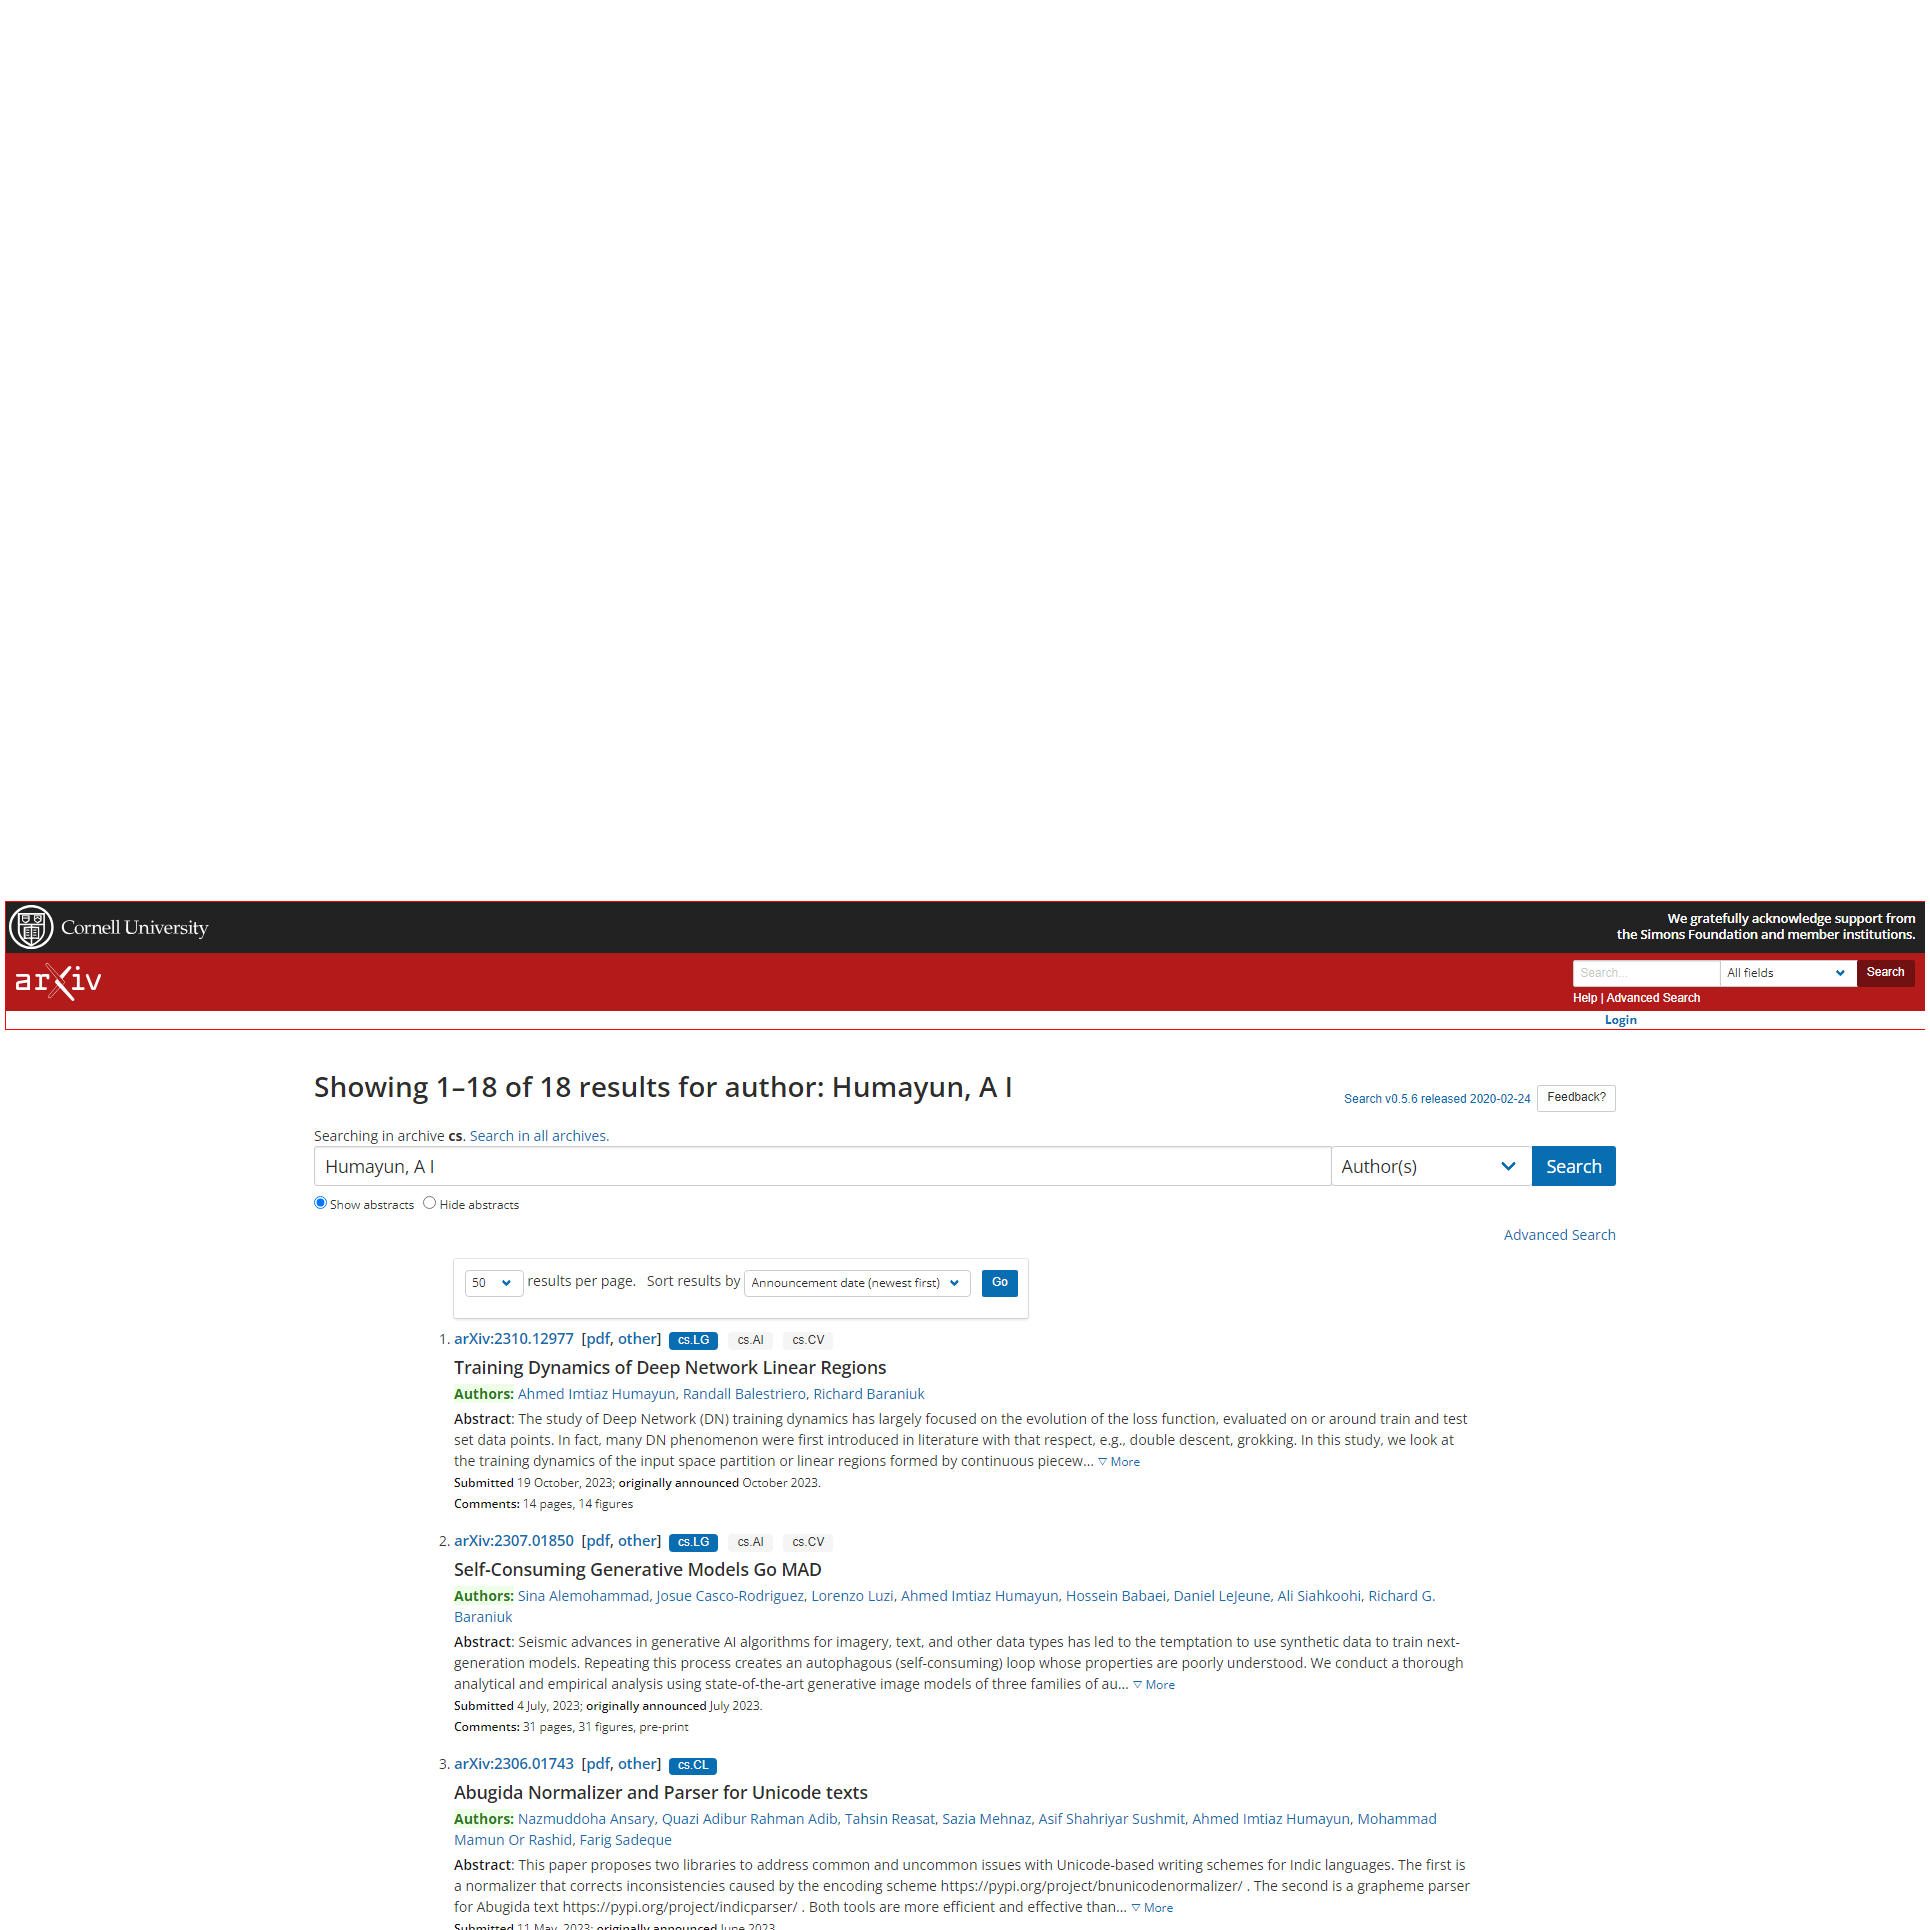 Cornell University
We gratefully acknowledge support from
the Simons Foundation and member institutions.
arXiv
Search...
All fields
Search
Help | Advanced Search
Login
Showing 1–18 of 18 results for author: Humayun, A I
Search v0.5.6 released 2020-02-24
Feedback?
Searching in archive cs. Search in all archives.
Humayun, A I
Author(s)
Search
Show abstracts
Hide abstracts
Advanced Search
50 results per page. Sort results by Announcement date (newest first) Go
1. arXiv:2310.12977 [pdf, other] cs.LG cs.AI cs.CV
Training Dynamics of Deep Network Linear Regions
Authors: Ahmed Imtiaz Humayun, Randall Balestriero, Richard Baraniuk
Abstract: The study of Deep Network (DN) training dynamics has largely focused on the evolution of the loss function, evaluated on or around train and test
set data points. In fact, many DN phenomenon were first introduced in literature with that respect, e.g., double descent, grokking. In this study, we look at
the training dynamics of the input space partition or linear regions formed by continuous piecew... ▽ More
Submitted 19 October, 2023; originally announced October 2023.
Comments: 14 pages, 14 figures
2. arXiv:2307.01850 [pdf, other] cs.LG cs.AI cs.CV
Self-Consuming Generative Models Go MAD
Authors: Sina Alemohammad, Josue Casco-Rodriguez, Lorenzo Luzi, Ahmed Imtiaz Humayun, Hossein Babaei, Daniel LeJeune, Ali Siahkoohi, Richard G.
Baraniuk
Abstract: Seismic advances in generative AI algorithms for imagery, text, and other data types has led to the temptation to use synthetic data to train next-
generation models. Repeating this process creates an autophagous (self-consuming) loop whose properties are poorly understood. We conduct a thorough
analytical and empirical analysis using state-of-the-art generative image models of three families of au... ▽ More
Submitted 4 July, 2023; originally announced July 2023.
Comments: 31 pages, 31 figures, pre-print
3. arXiv:2306.01743 [pdf, other] cs.CL
Abugida Normalizer and Parser for Unicode texts
Authors: Nazmuddoha Ansary, Quazi Adibur Rahman Adib, Tahsin Reasat, Sazia Mehnaz, Asif Shahriyar Sushmit, Ahmed Imtiaz Humayun, Mohammad
Mamun Or Rashid, Farig Sadeque
Abstract: This paper proposes two libraries to address common and uncommon issues with Unicode-based writing schemes for Indic languages. The first is
a normalizer that corrects inconsistencies caused by the encoding scheme https://pypi.org/project/bnunicodenormalizer/ . The second is a grapheme parser
for Abugida text https://pypi.org/project/indicparser/ . Both tools are more efficient and effective than... ▽ More
Submitted 11 May, 2023; originally announced June 2023.